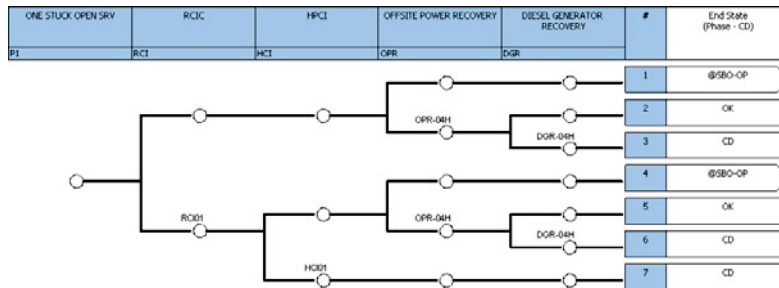 ONE STUCK OPEN SRV RCIC HPCI OFFSITE POWER RECOVERY DIESEL GENERATOR RECOVERY # End State (Phase - CD)
P1 RCI HCI OPR DGR
1 @SBO-OP
2 OK
OPR-04H
DGR-04H
3 CD
4 @SBO-OP
5 OK
RCI01
OPR-04H
DGR-04H
6 CD
HCI01
7 CD